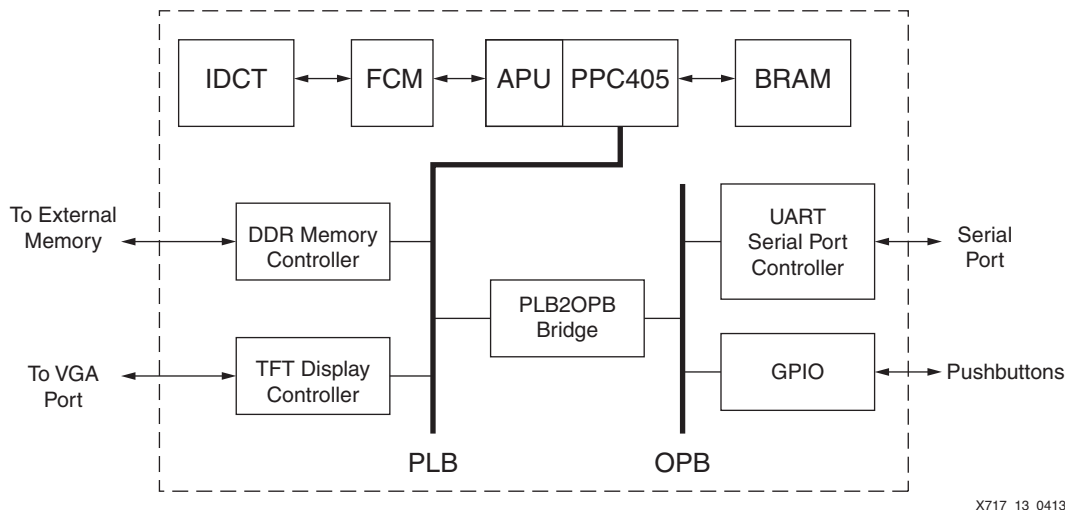 IDCT
FCM
APU
PPC405
BRAM
To External
Memory
DDR Memory
Controller
UART
Serial Port
Controller
Serial
Port
PLB2OPB
Bridge
To VGA
Port
TFT Display
Controller
GPIO
Pushbuttons
PLB
OPB
X717_13_0413